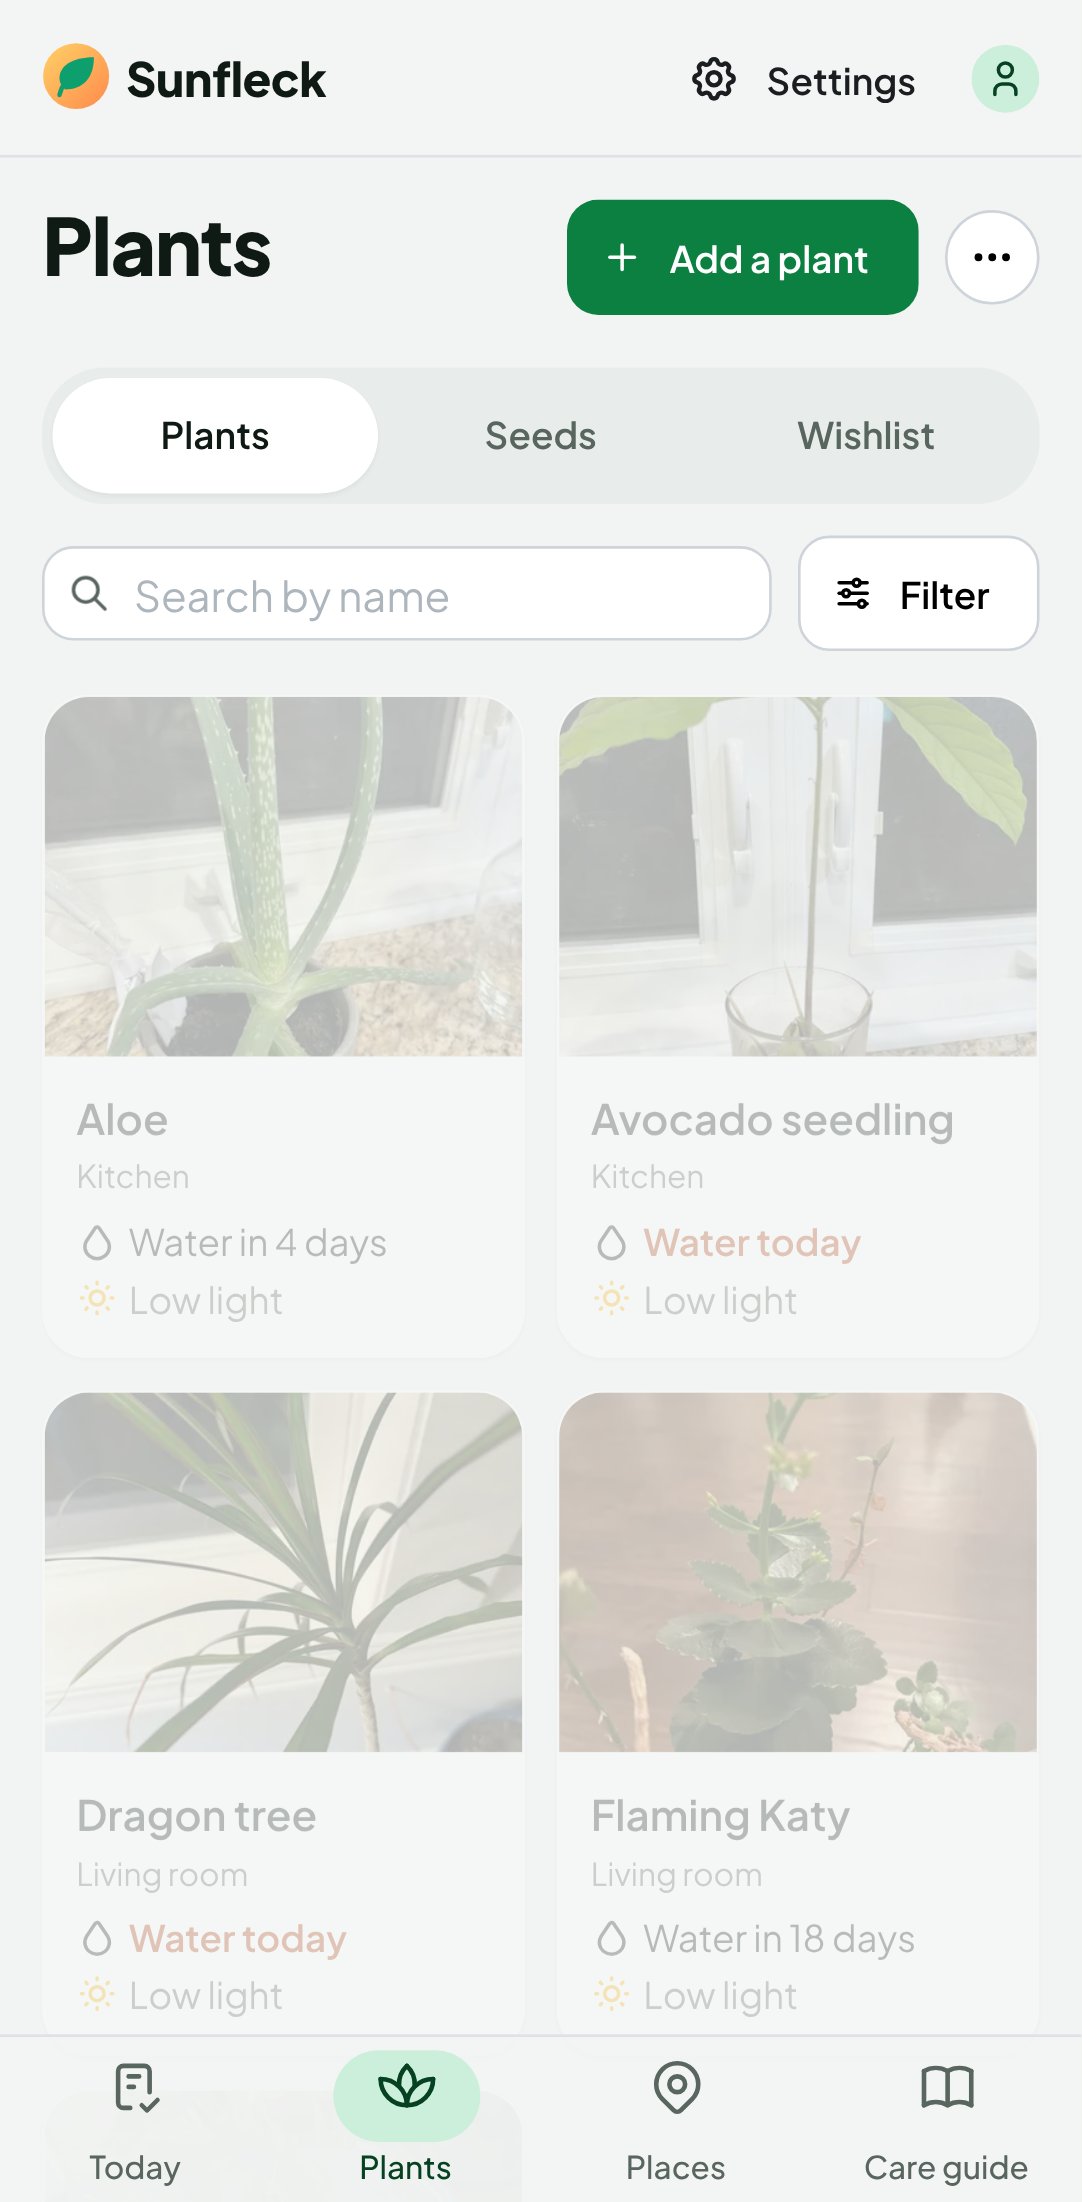 Sunfleck
Settings
Plants
Add a plant
Plants
Seeds
Wishlist
Search by name
Filter
Aloe
Kitchen
Water in 4 days
Low light
Avocado seedling
Kitchen
Water today
Low light
Dragon tree
Living room
Water today
Low light
Flaming Katy
Living room
Water in 18 days
Low light
Today
Plants
Places
Care guide